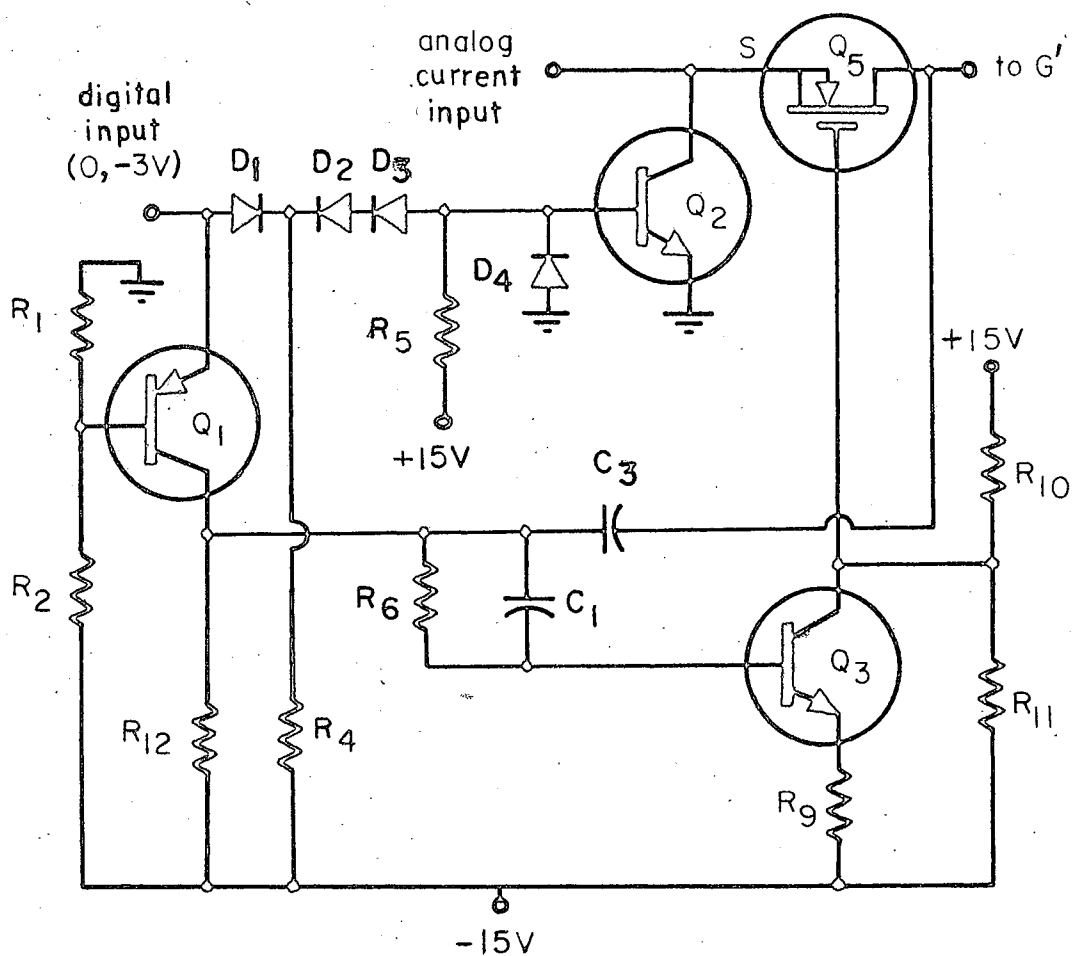 analog
current
input
S
Q5
to G'
digital
input
(0, -3V)
D1
D2
D3
Q2
D4
R1
R5
+15V
+15V
Q1
R10
C3
R2
R6
C1
Q3
R11
R12
R4
R9
-15V